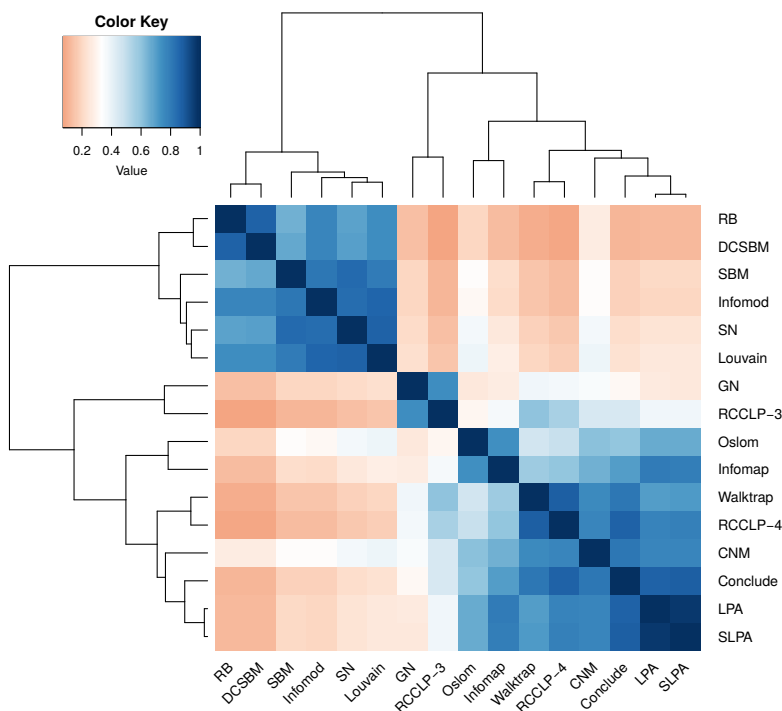 Color Key
0.2 0.4 0.6 0.8 1
Value
RB
DCSBM
SBM
Infomod
SN
Louvain
GN
RCCLP-3
Oslom
Infomap
Walktrap
RCCLP-4
CNM
Conclude
LPA
SLPA
RB
DCSBM
SBM
Infomod
SN
Louvain
GN
RCCLP-3
Oslom
Infomap
Walktrap
RCCLP-4
CNM
Conclude
LPA
SLPA